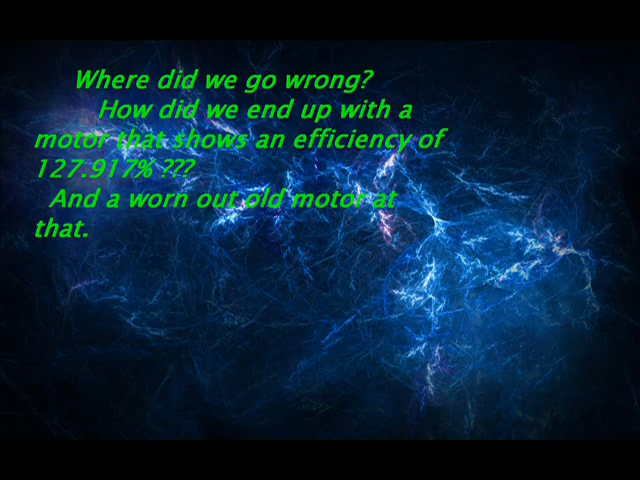 Where did we go wrong?
How did we end up with a
motor that shows an efficiency of
127.917% ???
And a worn out old motor at
that.